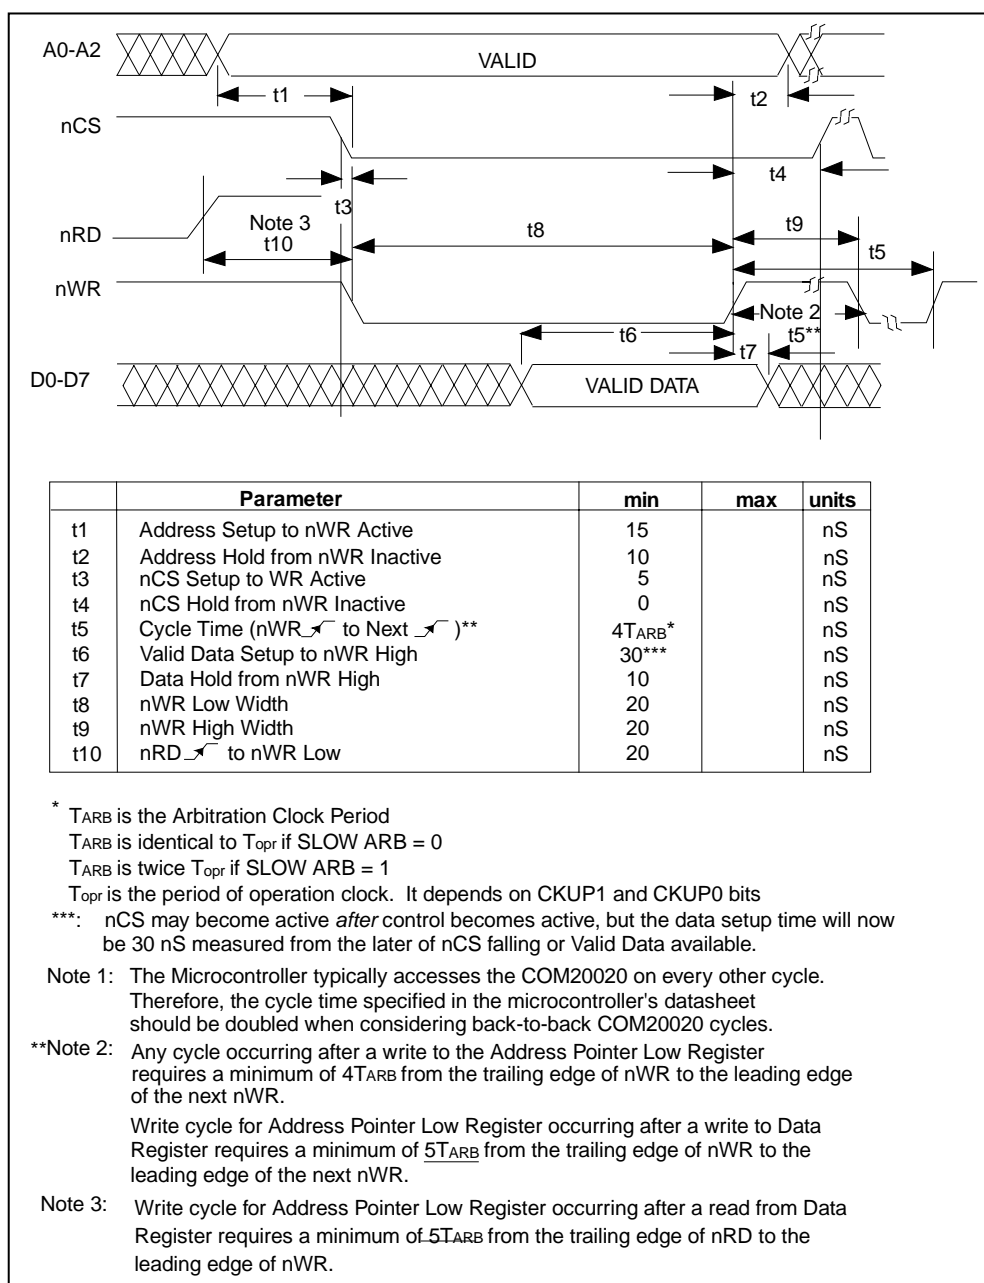 A0-A2
VALID
t1
t2
nCS
t4
t3
nRD
Note 3
t10
t8
t9
t5
nWR
Note 2
t6
t5**
t7
D0-D7
VALID DATA
Parameter min max units
t1 Address Setup to nWR Active 15 nS
t2 Address Hold from nWR Inactive 10 nS
t3 nCS Setup to WR Active 5 nS
t4 nCS Hold from nWR Inactive 0 nS
t5 Cycle Time (nWR to Next )** 4TARB* nS
t6 Valid Data Setup to nWR High 30*** nS
t7 Data Hold from nWR High 10 nS
t8 nWR Low Width 20 nS
t9 nWR High Width 20 nS
t10 nRD to nWR Low 20 nS
* TARB is the Arbitration Clock Period
TARB is identical to Topr if SLOW ARB = 0
TARB is twice Topr if SLOW ARB = 1
Topr is the period of operation clock. It depends on CKUP1 and CKUP0 bits
***: nCS may become active after control becomes active, but the data setup time will now
be 30 nS measured from the later of nCS falling or Valid Data available.
Note 1: The Microcontroller typically accesses the COM20020 on every other cycle.
Therefore, the cycle time specified in the microcontroller's datasheet
should be doubled when considering back-to-back COM20020 cycles.
**Note 2: Any cycle occurring after a write to the Address Pointer Low Register
requires a minimum of 4TARB from the trailing edge of nWR to the leading edge
of the next nWR.
Write cycle for Address Pointer Low Register occurring after a write to Data
Register requires a minimum of 5TARB from the trailing edge of nWR to the
leading edge of the next nWR.
Note 3: Write cycle for Address Pointer Low Register occurring after a read from Data
Register requires a minimum of 5TARB from the trailing edge of nRD to the
leading edge of nWR.